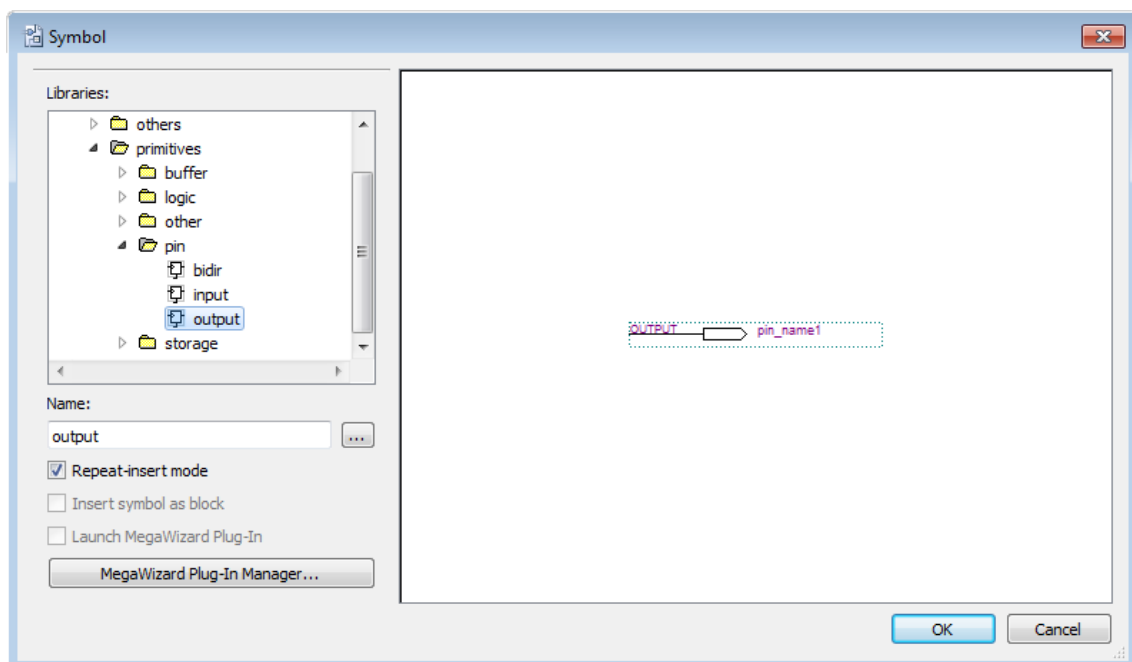 Symbol
Libraries:
others
primitives
buffer
logic
other
pin
bidir
input
output
storage
Name:
output
...
Repeat-insert mode
Insert symbol as block
Launch MegaWizard Plug-In
MegaWizard Plug-In Manager...
OUTPUT pin_name1
OK Cancel